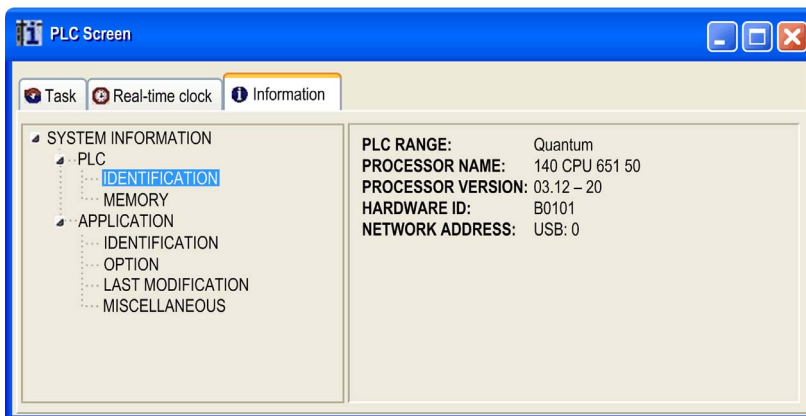 PLC Screen
Task Real-time clock Information
SYSTEM INFORMATION
PLC
IDENTIFICATION
MEMORY
APPLICATION
IDENTIFICATION
OPTION
LAST MODIFICATION
MISCELLANEOUS
PLC RANGE: Quantum
PROCESSOR NAME: 140 CPU 651 50
PROCESSOR VERSION: 03.12 – 20
HARDWARE ID: B0101
NETWORK ADDRESS: USB: 0